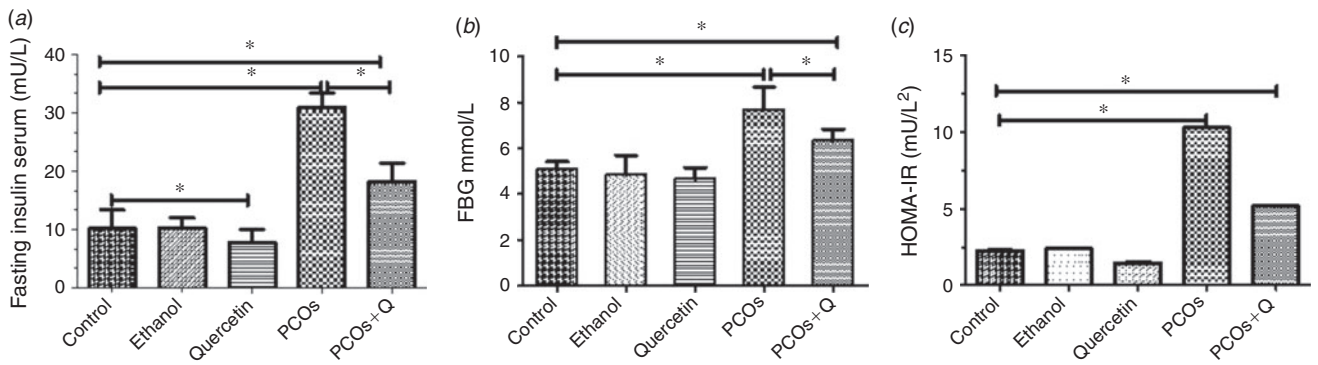 (a)
Fasting insulin serum (mU/L)
40
30
20
10
0
*
*
*
*
Control
Ethanol
Quercetin
PCOs
PCOs+Q
(b)
FBG mmol/L
10
8
6
4
2
0
*
*
*
Control
Ethanol
Quercetin
PCOs
PCOs+Q
(c)
HOMA-IR (mU/L²)
15
10
5
0
*
*
Control
Ethanol
Quercetin
PCOs
PCOs+Q